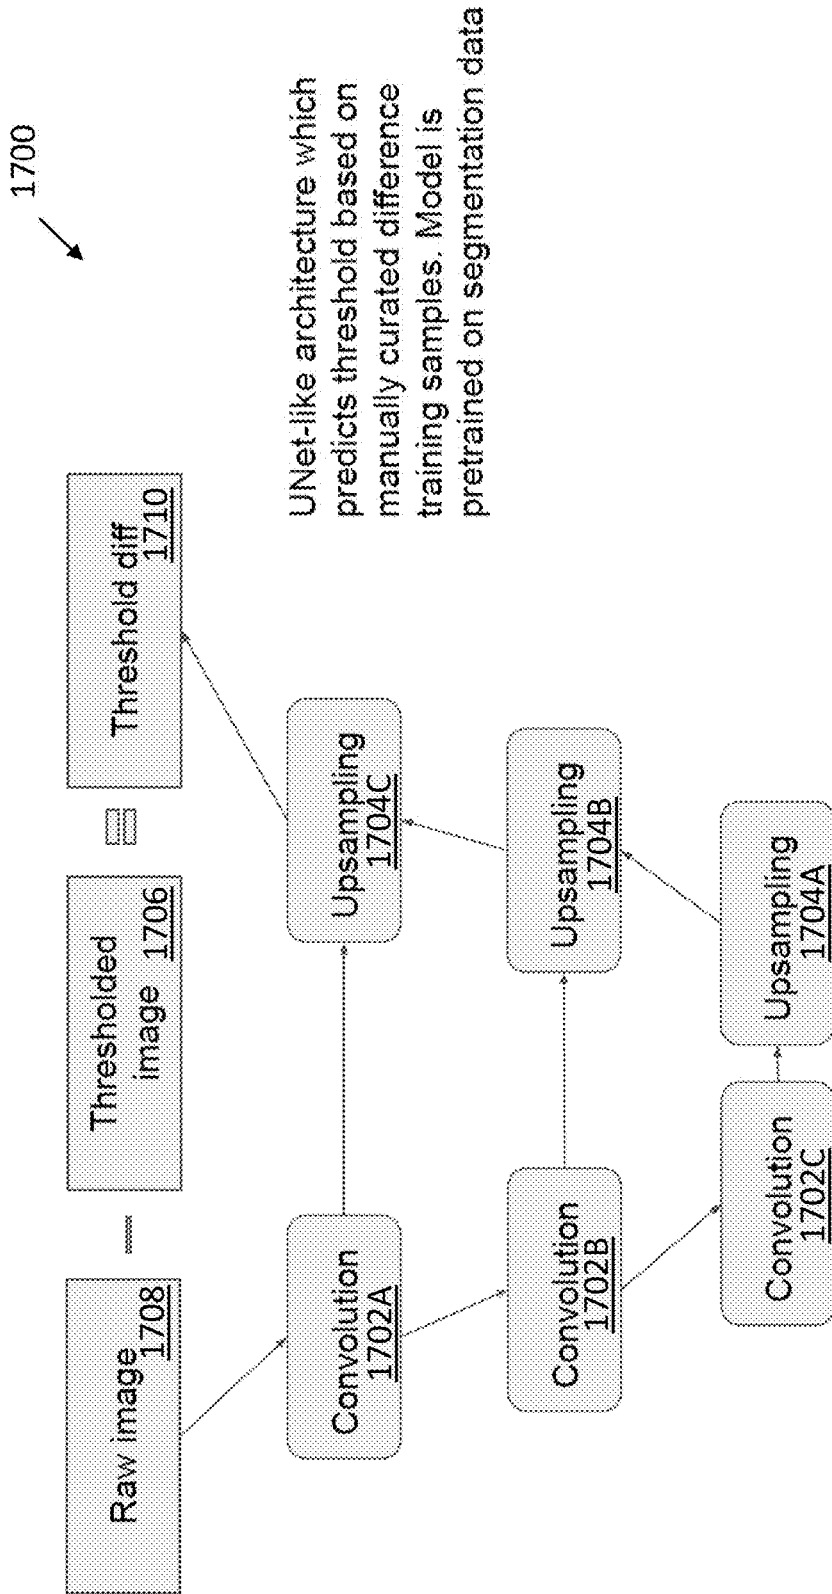 1700
Raw image
1708
Thresholded
image 1706
Threshold diff
1710
Convolution
1702A
Upsampling
1704C
Convolution
1702B
Upsampling
1704B
Convolution
1702C
Upsampling
1704A
UNet-like architecture which
predicts threshold based on
manually curated difference
training samples. Model is
pretrained on segmentation data